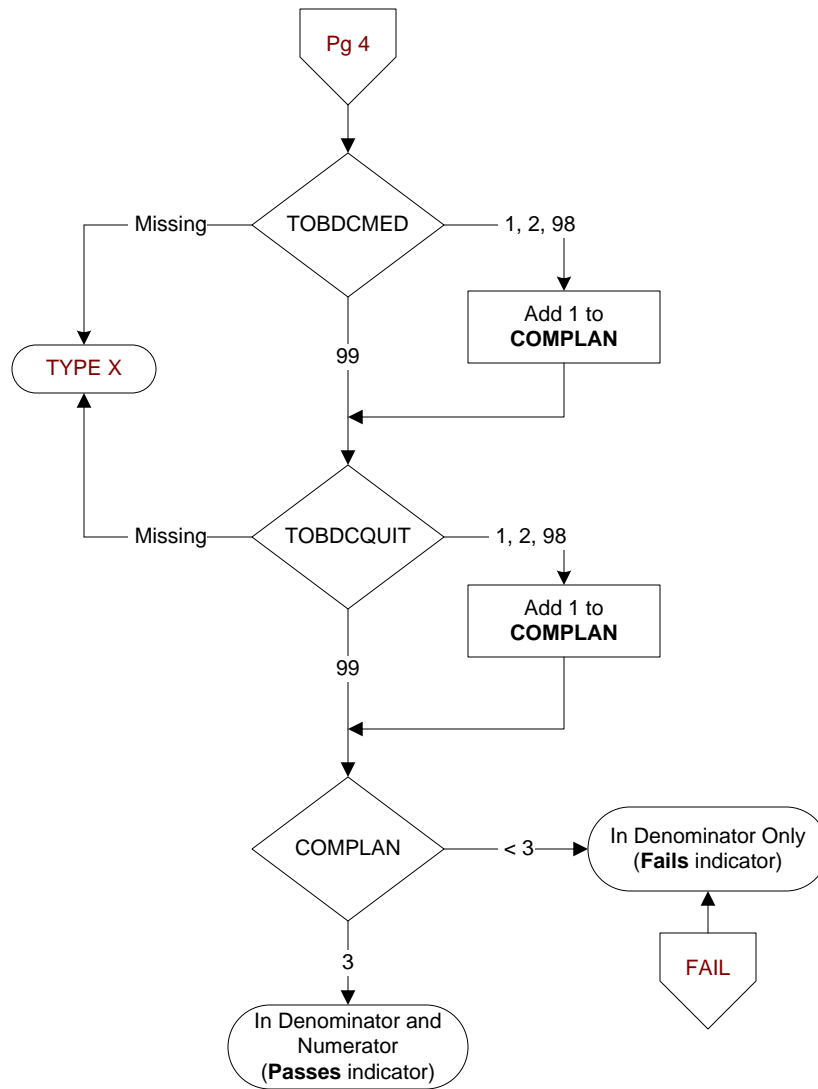 Pg 4
TOBDCMED
Missing
1, 2, 98
Add 1 to
COMPLAN
99
TYPE X
TOBDCQUIT
Missing
1, 2, 98
Add 1 to
COMPLAN
99
COMPLAN
< 3
In Denominator Only
(Fails indicator)
FAIL
3
In Denominator and
Numerator
(Passes indicator)